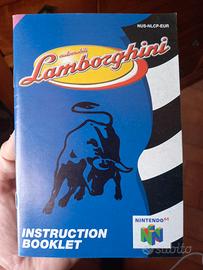 NUS-NLCP-EUR
automobili
Lamborghini
NINTENDO 64
INSTRUCTION
BOOKLET
subito